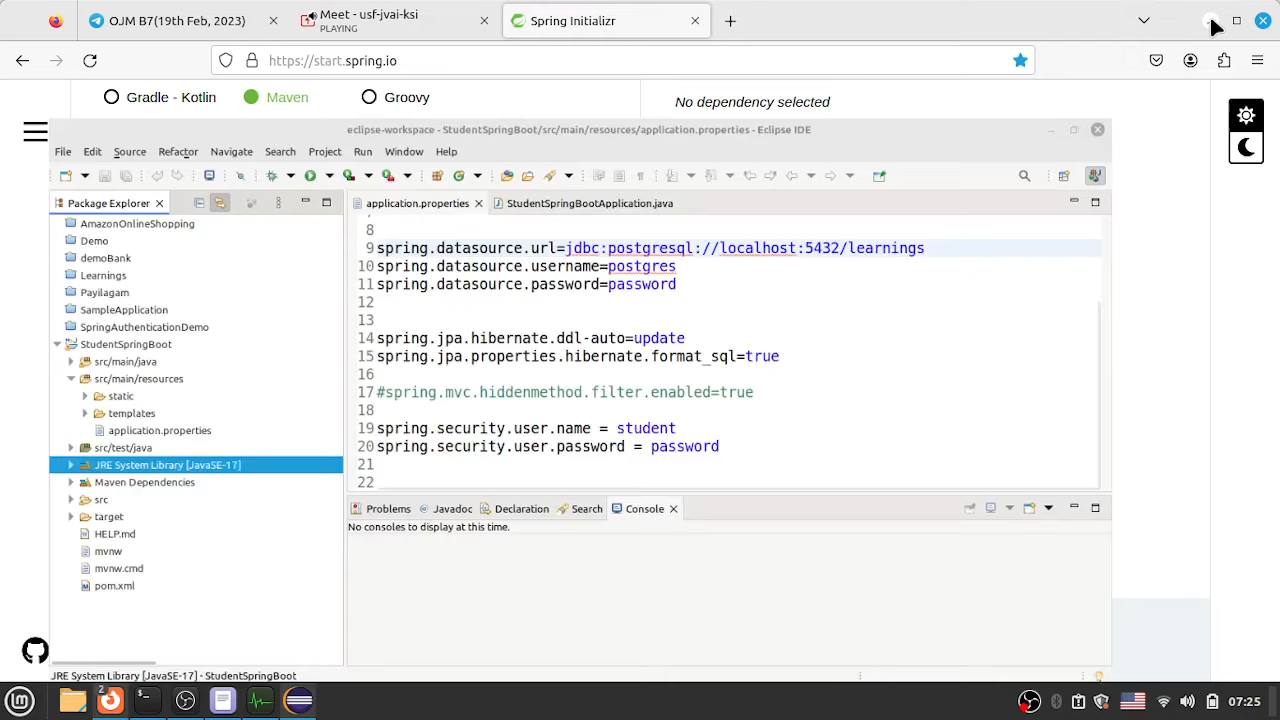 OJM B7(19th Feb, 2023)
Meet - usf-jvai-ksi
PLAYING
Spring Initializr
https://start.spring.io
Gradle - Kotlin
Maven
Groovy
No dependency selected
eclipse-workspace - StudentSpringBoot/src/main/resources/application.properties - Eclipse IDE
File Edit Source Refactor Navigate Search Project Run Window Help
Package Explorer
application.properties
StudentSpringBootApplication.java
AmazonOnlineShopping
Demo
demoBank
Learnings
Payilagam
SampleApplication
SpringAuthenticationDemo
StudentSpringBoot
src/main/java
src/main/resources
static
templates
application.properties
src/test/java
JRE System Library [JavaSE-17]
Maven Dependencies
src
target
HELP.md
mvnw
mvnw.cmd
pom.xml
8
9 spring.datasource.url=jdbc:postgresql://localhost:5432/learnings
10 spring.datasource.username=postgres
11 spring.datasource.password=password
12
13
14 spring.jpa.hibernate.ddl-auto=update
15 spring.jpa.properties.hibernate.format_sql=true
16
17 #spring.mvc.hiddenmethod.filter.enabled=true
18
19 spring.security.user.name = student
20 spring.security.user.password = password
21
22
Problems Javadoc Declaration Search Console
No consoles to display at this time.
JRE System Library [JavaSE-17] - StudentSpringBoot
2
07:25